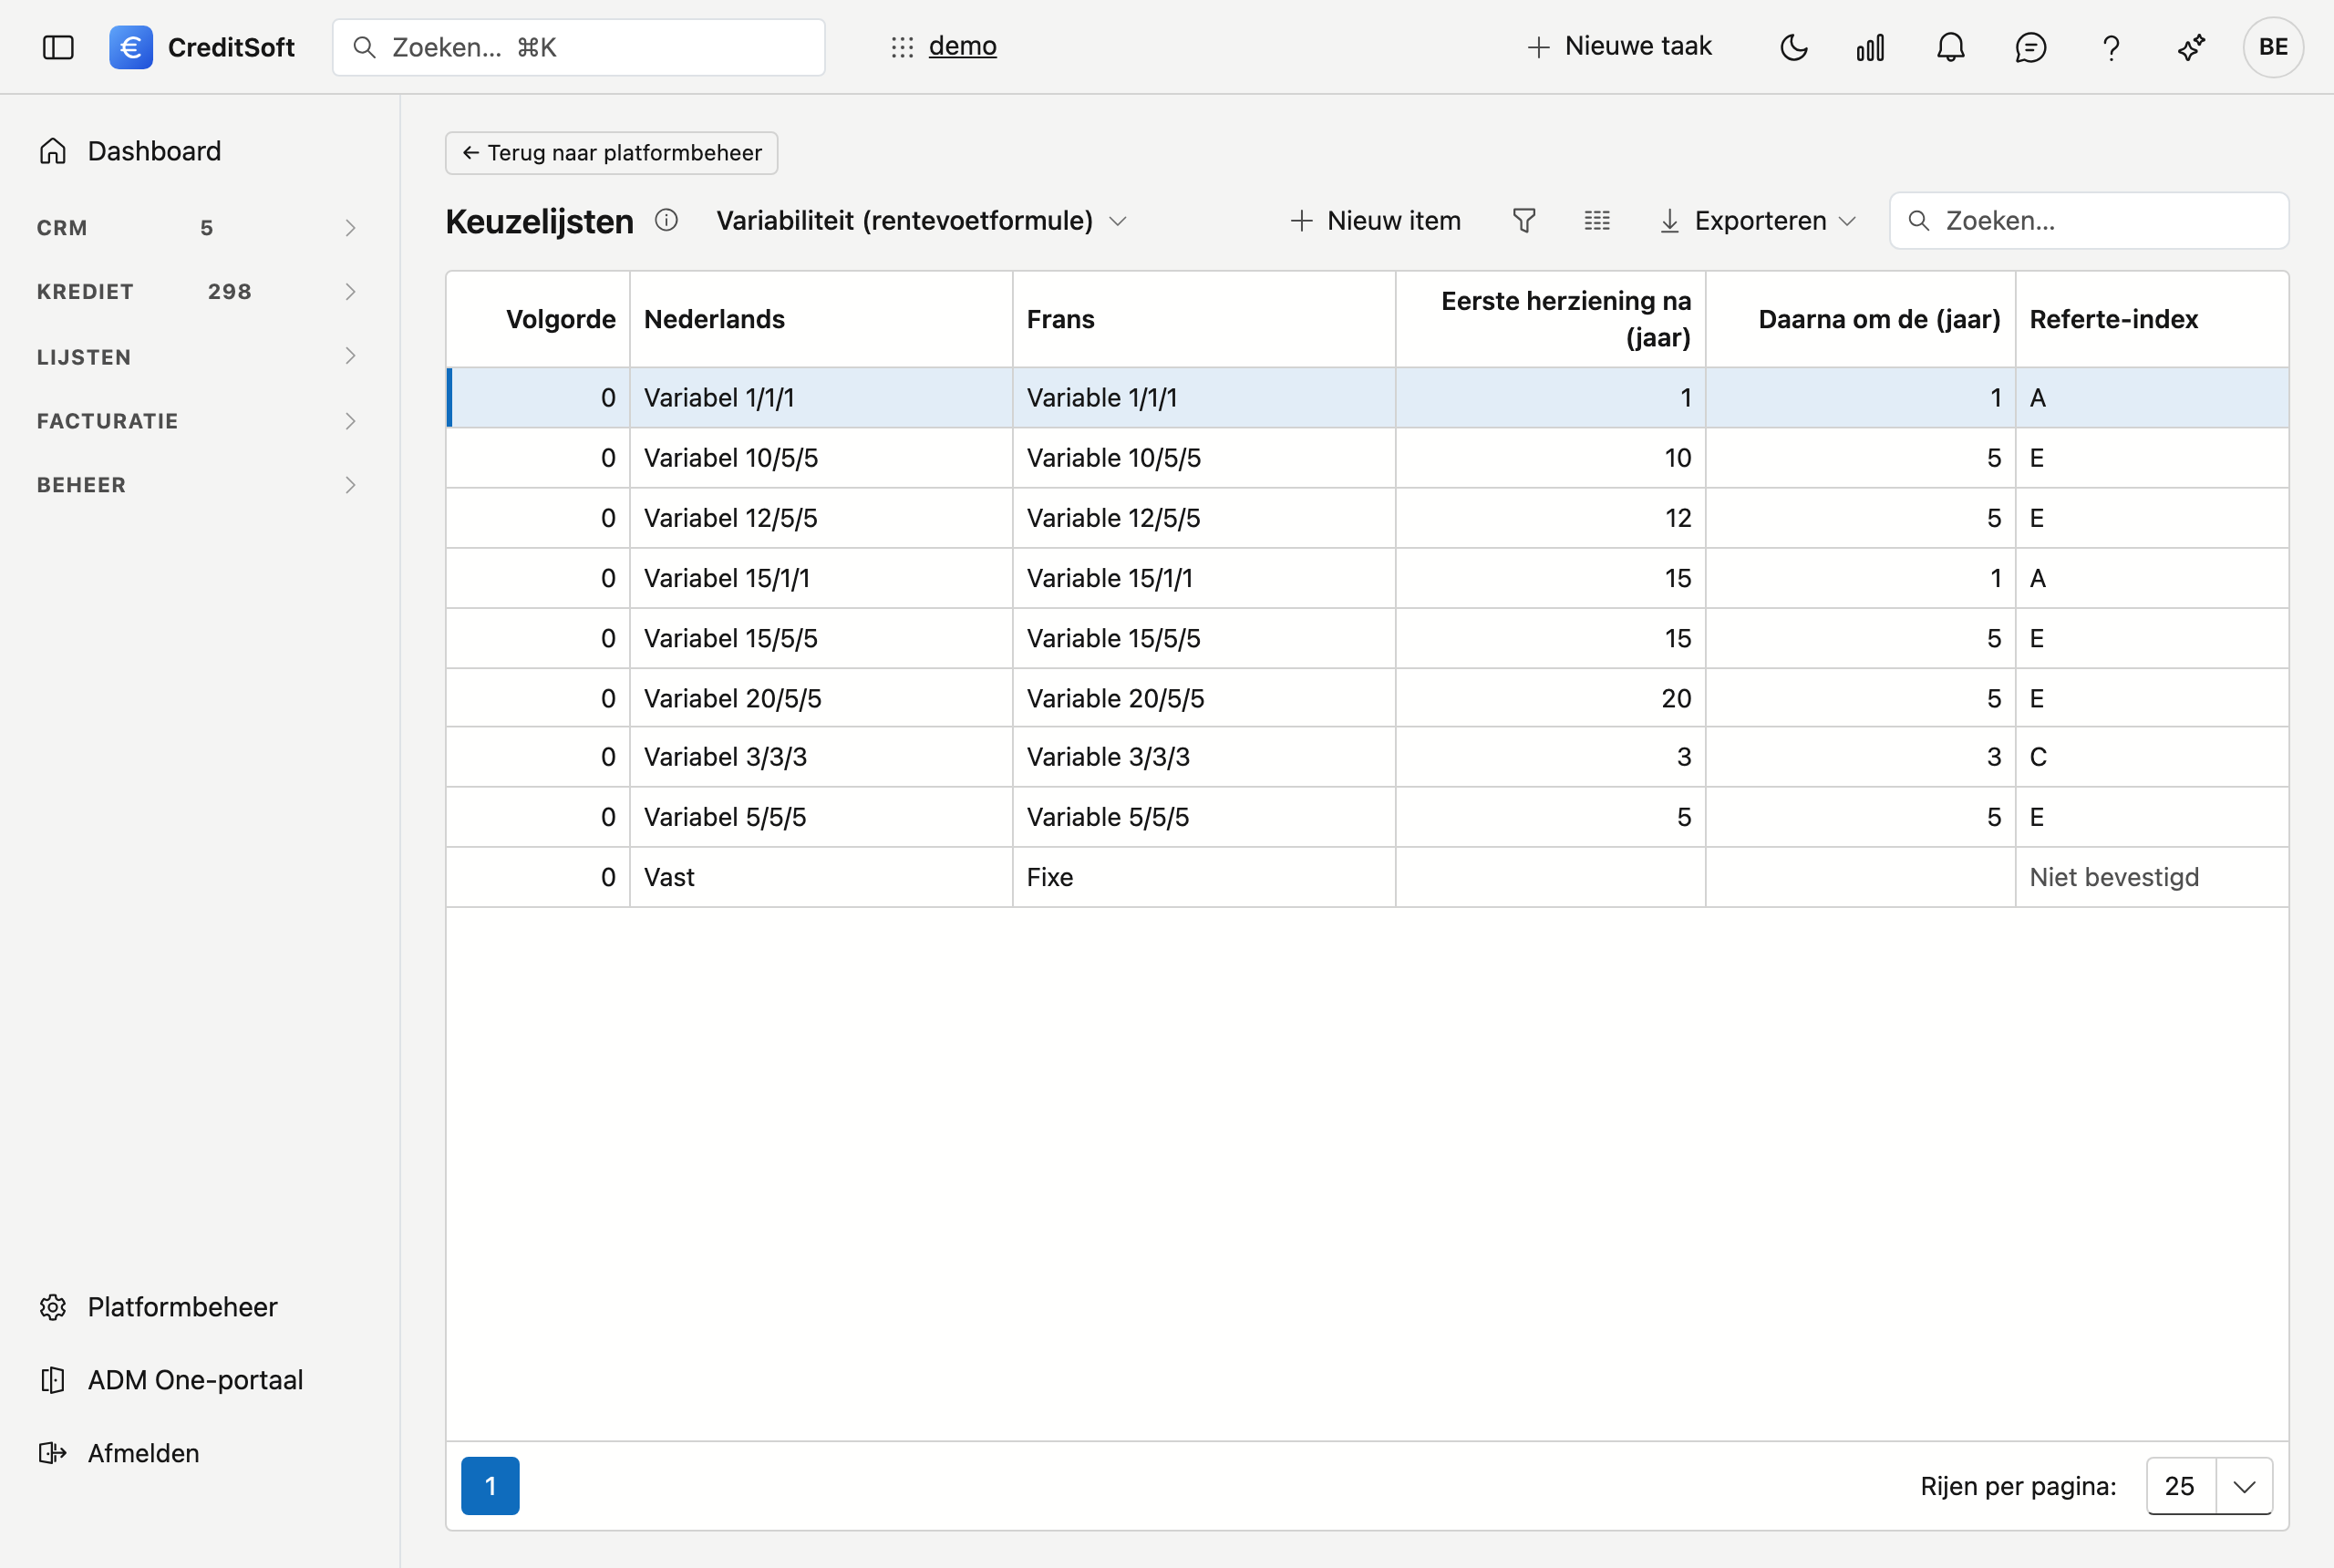 CreditSoft
Zoeken... ⌘K
demo
Nieuwe taak
BE
Dashboard
CRM 5
KREDIET 298
LIJSTEN
FACTURATIE
BEHEER
Platformbeheer
ADM One-portaal
Afmelden
← Terug naar platformbeheer
Keuzelijsten
Variabiliteit (rentevoetformule)
Nieuw item
Exporteren
Zoeken...
Volgorde Nederlands Frans Eerste herziening na (jaar) Daarna om de (jaar) Referte-index
0 Variabel 1/1/1 Variable 1/1/1 1 1 A
0 Variabel 10/5/5 Variable 10/5/5 10 5 E
0 Variabel 12/5/5 Variable 12/5/5 12 5 E
0 Variabel 15/1/1 Variable 15/1/1 15 1 A
0 Variabel 15/5/5 Variable 15/5/5 15 5 E
0 Variabel 20/5/5 Variable 20/5/5 20 5 E
0 Variabel 3/3/3 Variable 3/3/3 3 3 C
0 Variabel 5/5/5 Variable 5/5/5 5 5 E
0 Vast Fixe Niet bevestigd
1
Rijen per pagina: 25